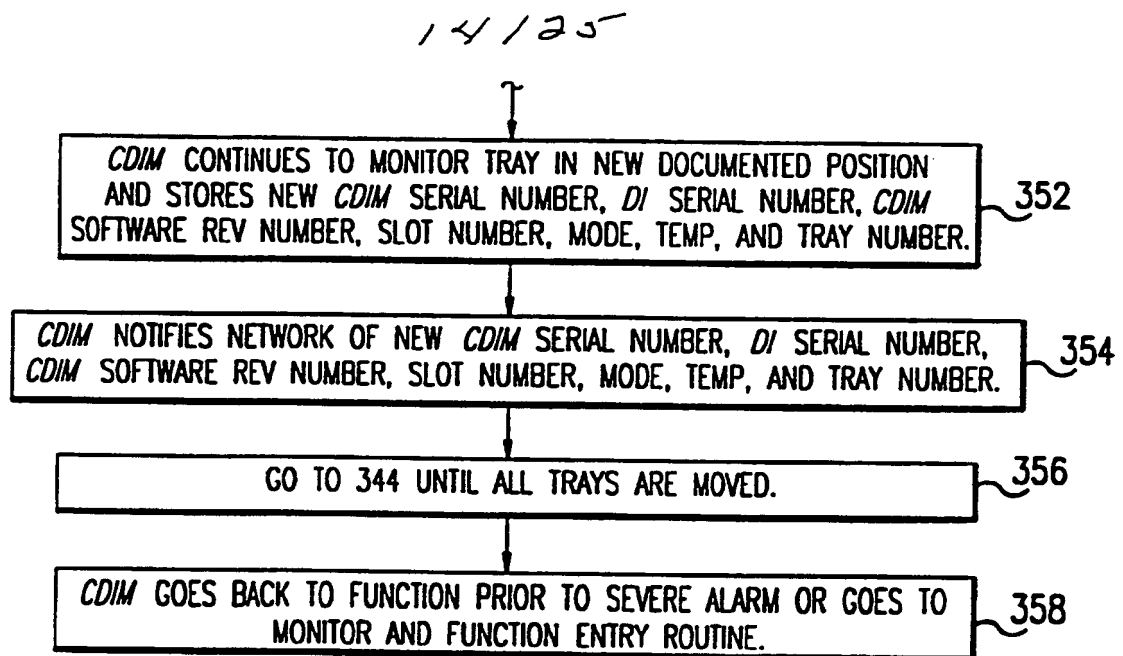 14/25
CDIM CONTINUES TO MONITOR TRAY IN NEW DOCUMENTED POSITION
AND STORES NEW CDIM SERIAL NUMBER, DI SERIAL NUMBER, CDIM
SOFTWARE REV NUMBER, SLOT NUMBER, MODE, TEMP, AND TRAY NUMBER.
352
CDIM NOTIFIES NETWORK OF NEW CDIM SERIAL NUMBER, DI SERIAL NUMBER,
CDIM SOFTWARE REV NUMBER, SLOT NUMBER, MODE, TEMP, AND TRAY NUMBER.
354
GO TO 344 UNTIL ALL TRAYS ARE MOVED.
356
CDIM GOES BACK TO FUNCTION PRIOR TO SEVERE ALARM OR GOES TO
MONITOR AND FUNCTION ENTRY ROUTINE.
358